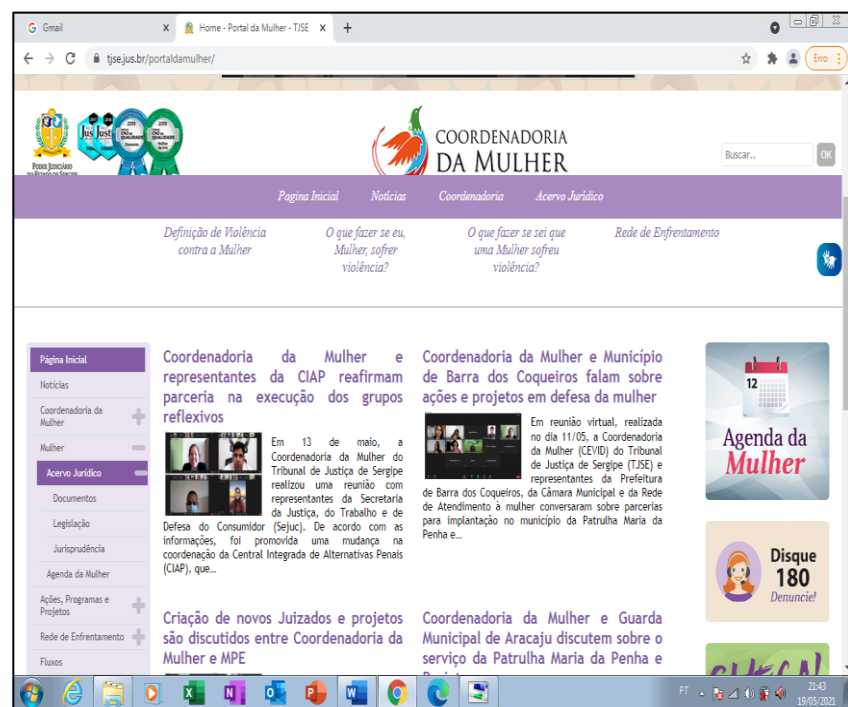 Gmail
Home - Portal da Mulher - TJSE
tjse.jus.br/portaldamulher/
Erro
PODER JUDICIÁRIO
DO ESTADO DE SERGIPE
COORDENADORIA
DA MULHER
Buscar..
OK
Pagina Inicial Notícias Coordenadoria Acervo Jurídico
Definição de Violência
contra a Mulher
O que fazer se eu,
Mulher, sofrer
violência?
O que fazer se sei que
uma Mulher sofreu
violência?
Rede de Enfrentamento
Página Inicial
Notícias
Coordenadoria da
Mulher
Mulher
Acervo Jurídico
Documentos
Legislação
Jurisprudência
Agenda da Mulher
Ações, Programas e
Projetos
Rede de Enfrentamento
Fluxos
Coordenadoria da Mulher e
representantes da CIAP reafirmam
parceria na execução dos grupos
reflexivos
Em 13 de maio, a
Coordenadoria da Mulher do
Tribunal de Justiça de Sergipe
realizou uma reunião com
representantes da Secretaria
da Justiça, do Trabalho e de
Defesa do Consumidor (Sejuc). De acordo com as
informações, foi promovida uma mudança na
coordenação da Central Integrada de Alternativas Penais
(CIAP), que...
Coordenadoria da Mulher e Município
de Barra dos Coqueiros falam sobre
ações e projetos em defesa da mulher
Em reunião virtual, realizada
no dia 11/05, a Coordenadoria
da Mulher (CEVID) do Tribunal
de Justiça de Sergipe (TJSE) e
representantes da Prefeitura
de Barra dos Coqueiros, da Câmara Municipal e da Rede
de Atendimento à mulher conversaram sobre parcerias
para implantação no município da Patrulha Maria da
Penha e...
Criação de novos Juizados e projetos
são discutidos entre Coordenadoria da
Mulher e MPE
Coordenadoria da Mulher e Guarda
Municipal de Aracaju discutem sobre o
serviço da Patrulha Maria da Penha e
12
Agenda da
Mulher
Disque
180
Denuncie!
PT
21:43
19/05/2021